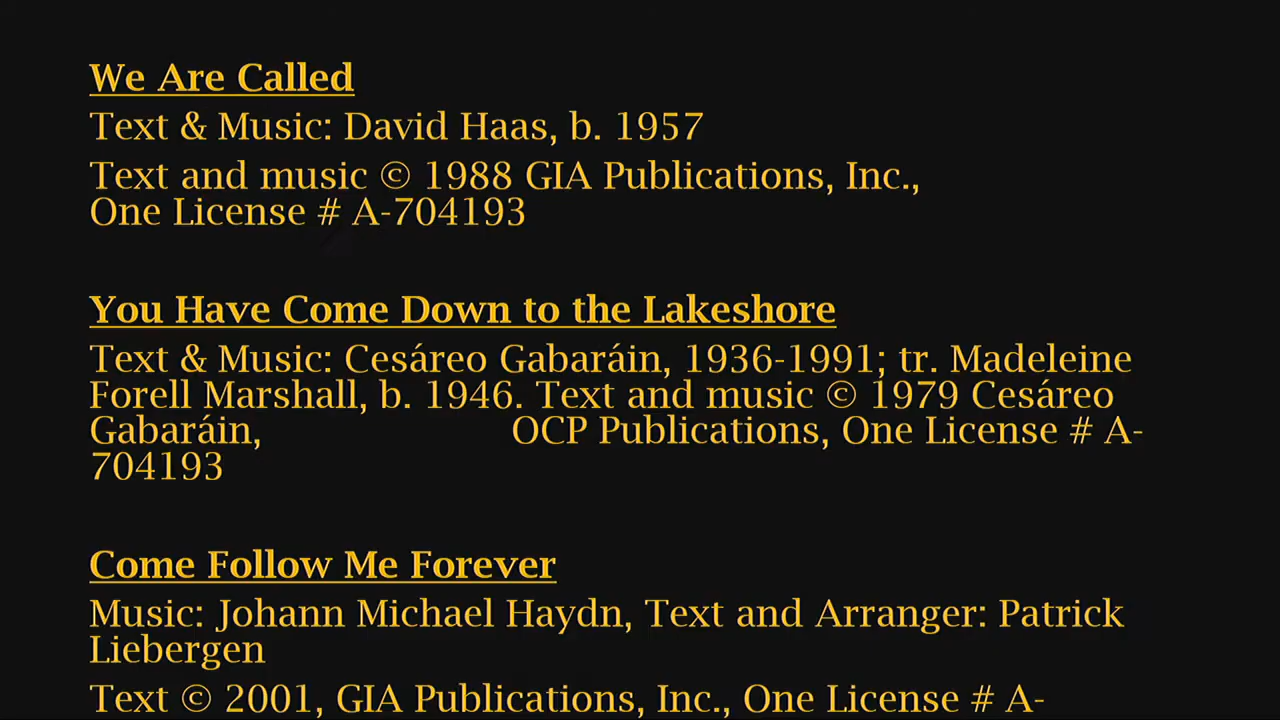 We Are Called
Text & Music: David Haas, b. 1957
Text and music © 1988 GIA Publications, Inc.,
One License # A-704193
You Have Come Down to the Lakeshore
Text & Music: Cesáreo Gabaráin, 1936-1991; tr. Madeleine
Forell Marshall, b. 1946. Text and music © 1979 Cesáreo
Gabaráin, OCP Publications, One License # A-
704193
Come Follow Me Forever
Music: Johann Michael Haydn, Text and Arranger: Patrick
Liebergen
Text © 2001, GIA Publications, Inc., One License # A-